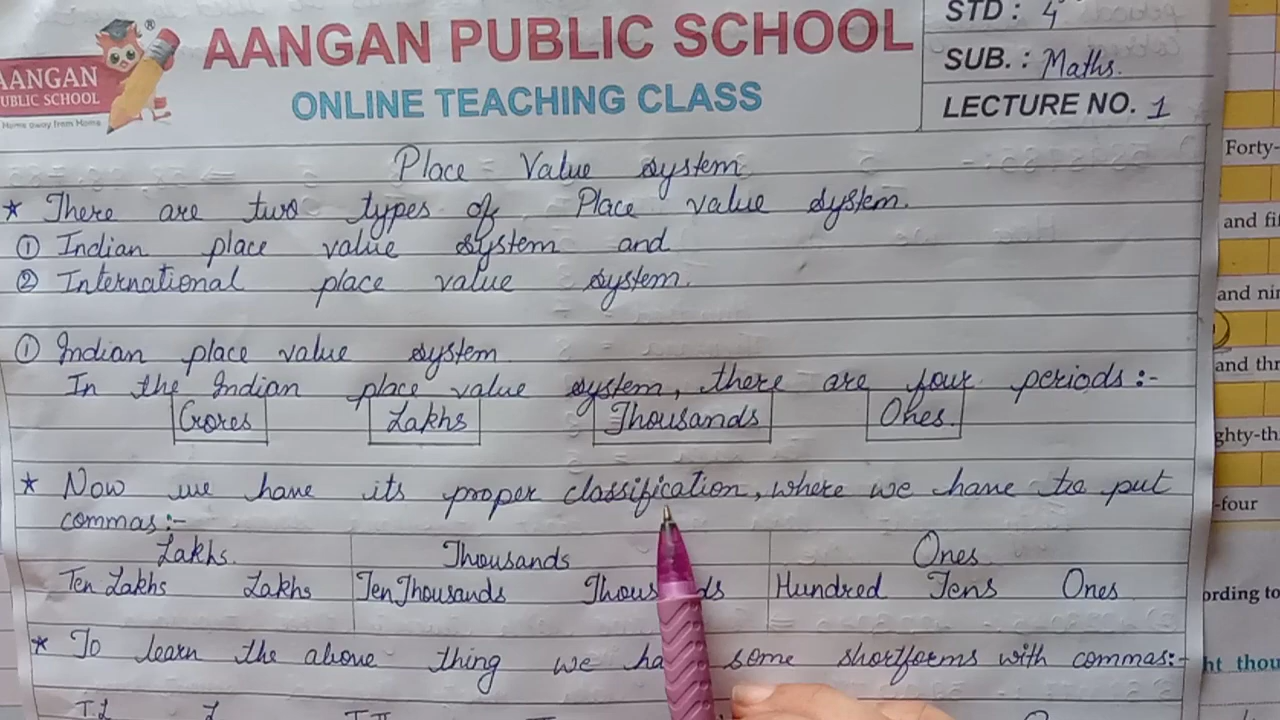 AANGAN PUBLIC SCHOOL
ONLINE TEACHING CLASS
AANGAN
PUBLIC SCHOOL
Home away from Home
®
STD : 4
SUB. : Maths.
LECTURE NO. 1
Place - Value system
* There are two types of Place value system.
① Indian place value system and
② International place value system.
① Indian place value system
In the Indian place value system, there are four periods :-
Crores Lakhs Thousands Ones.
* Now we have its proper classification, where we have to put
commas :-
Lakhs. Thousands Ones
Ten Lakhs Lakhs Ten Thousands Thous ds Hundred Tens Ones
* To learn the above thing we ha some shortforms with commas :-
T.L L
Forty-
and fi
and nin
and thr
ghty-th
-four
ording to
ht thou